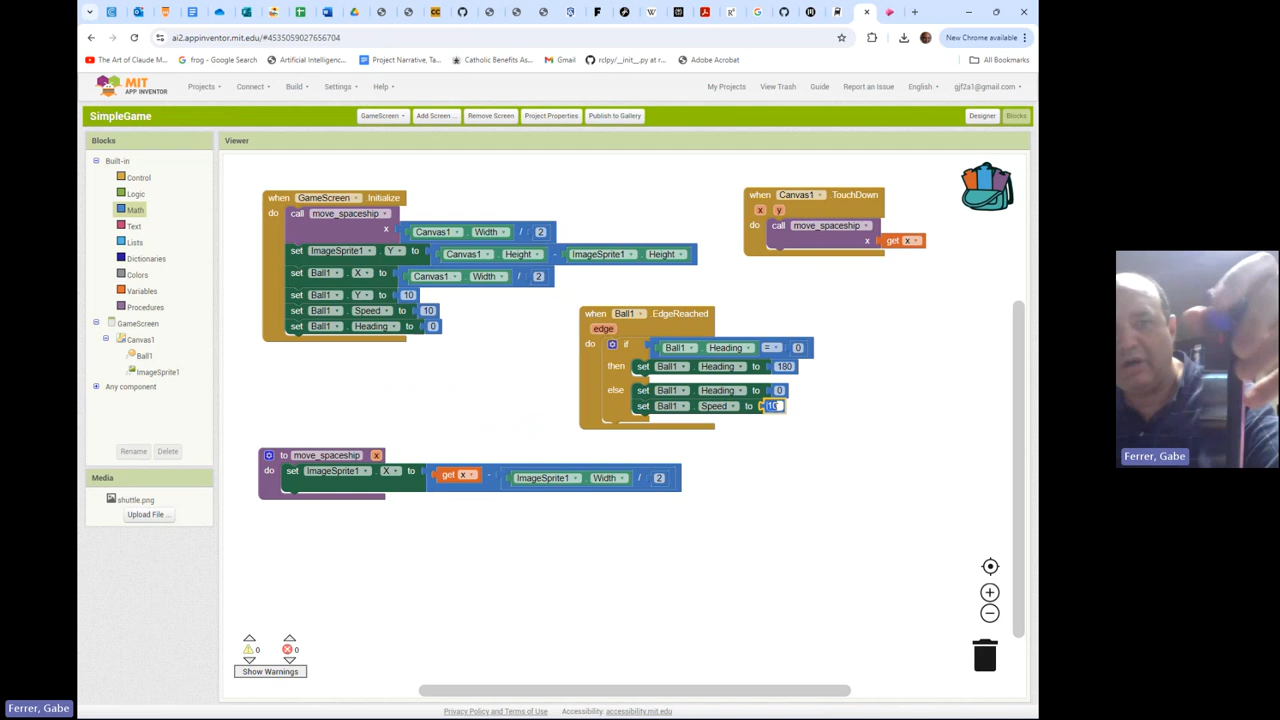 ai2.appinventor.mit.edu/#4535059027656704
New Chrome available
The Art of Claude M...
frog - Google Search
Artificial Intelligenc...
Project Narrative, Ta...
Catholic Benefits As...
Gmail
rclpy/__init__.py at r...
Adobe Acrobat
All Bookmarks
MIT
APP INVENTOR
Projects
Connect
Build
Settings
Help
My Projects
View Trash
Guide
Report an Issue
English
gjf2a1@gmail.com
SimpleGame
GameScreen
Add Screen ...
Remove Screen
Project Properties
Publish to Gallery
Designer
Blocks
Blocks
Viewer
Built-in
Control
Logic
Math
Text
Lists
Dictionaries
Colors
Variables
Procedures
GameScreen
Canvas1
Ball1
ImageSprite1
Any component
Rename
Delete
Media
shuttle.png
Upload File ...
when GameScreen .Initialize
do call move_spaceship
x Canvas1 . Width / 2
set ImageSprite1 . Y to Canvas1 . Height - ImageSprite1 . Height
set Ball1 . X to Canvas1 . Width / 2
set Ball1 . Y to 10
set Ball1 . Speed to 10
set Ball1 . Heading to 0
when Canvas1 .TouchDown
x y
do call move_spaceship
x get x
when Ball1 .EdgeReached
edge
do if Ball1 . Heading = 0
then set Ball1 . Heading to 180
else set Ball1 . Heading to 0
set Ball1 . Speed to
to move_spaceship x
do set ImageSprite1 . X to get x - ImageSprite1 . Width / 2
0 0
Show Warnings
Privacy Policy and Terms of Use Accessibility: accessibility.mit.edu
Ferrer, Gabe
Ferrer, Gabe